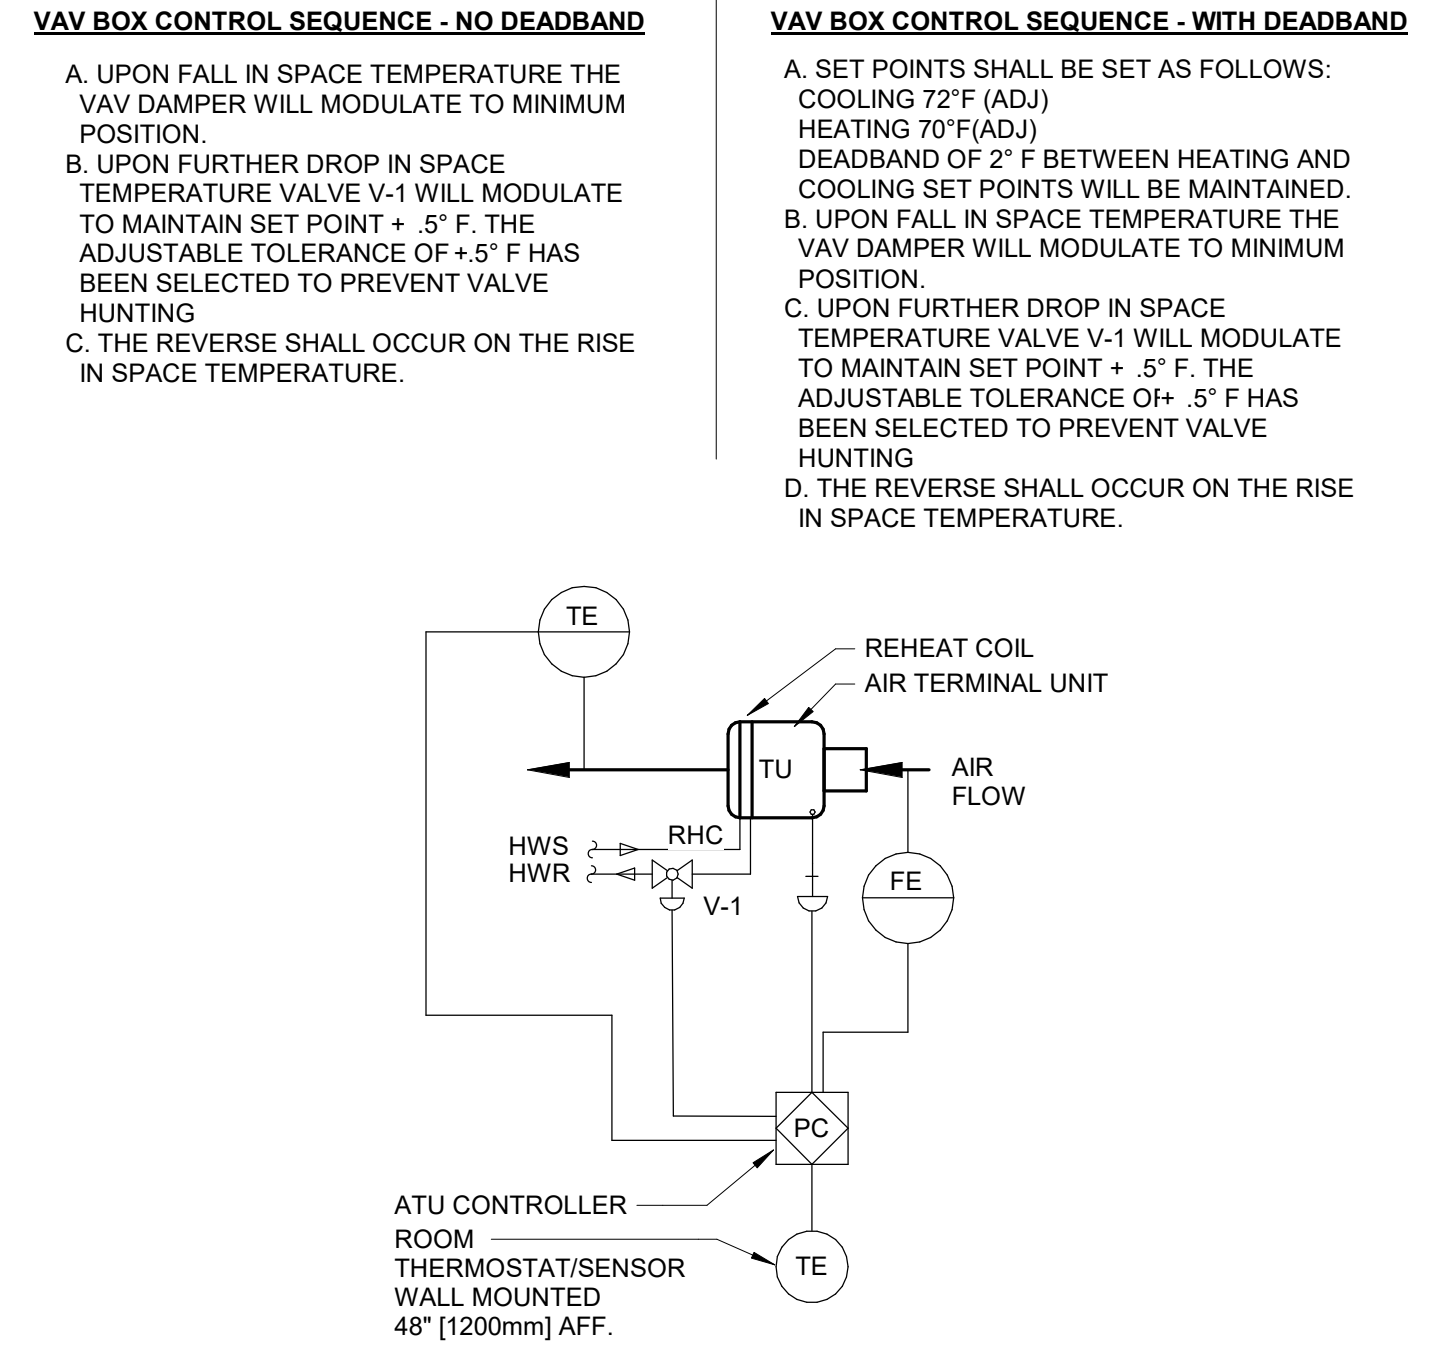 VAV BOX CONTROL SEQUENCE - NO DEADBAND
A. UPON FALL IN SPACE TEMPERATURE THE
VAV DAMPER WILL MODULATE TO MINIMUM
POSITION.
B. UPON FURTHER DROP IN SPACE
TEMPERATURE VALVE V-1 WILL MODULATE
TO MAINTAIN SET POINT + .5° F. THE
ADJUSTABLE TOLERANCE OF +.5° F HAS
BEEN SELECTED TO PREVENT VALVE
HUNTING
C. THE REVERSE SHALL OCCUR ON THE RISE
IN SPACE TEMPERATURE.
VAV BOX CONTROL SEQUENCE - WITH DEADBAND
A. SET POINTS SHALL BE SET AS FOLLOWS:
COOLING 72°F (ADJ)
HEATING 70°F(ADJ)
DEADBAND OF 2° F BETWEEN HEATING AND
COOLING SET POINTS WILL BE MAINTAINED.
B. UPON FALL IN SPACE TEMPERATURE THE
VAV DAMPER WILL MODULATE TO MINIMUM
POSITION.
C. UPON FURTHER DROP IN SPACE
TEMPERATURE VALVE V-1 WILL MODULATE
TO MAINTAIN SET POINT + .5° F. THE
ADJUSTABLE TOLERANCE OF+ .5° F HAS
BEEN SELECTED TO PREVENT VALVE
HUNTING
D. THE REVERSE SHALL OCCUR ON THE RISE
IN SPACE TEMPERATURE.
TE
REHEAT COIL
AIR TERMINAL UNIT
TU
AIR
FLOW
RHC
HWS
HWR
V-1
FE
PC
ATU CONTROLLER
ROOM
THERMOSTAT/SENSOR
WALL MOUNTED
48" [1200mm] AFF.
TE